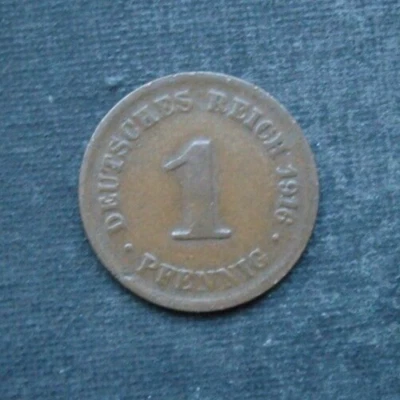 DEUTSCHES REICH 1916
1
· PFENNIG ·